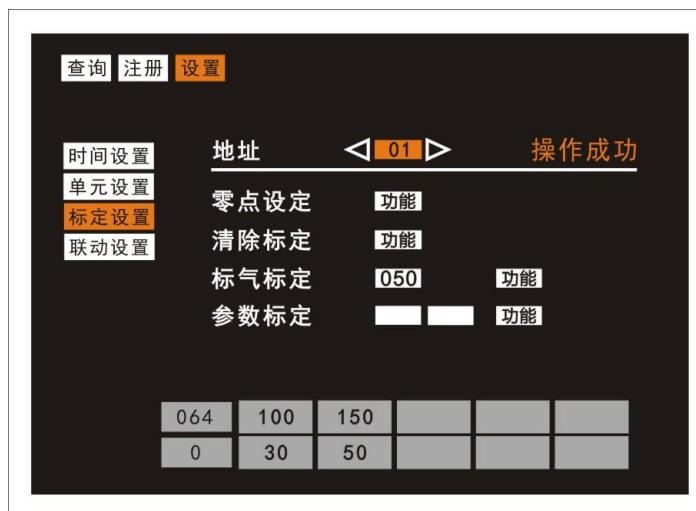 查询 注册 设置
地址 01 操作成功
时间设置
单元设置
标定设置
联动设置
零点设定 功能
清除标定 功能
标气标定 050 功能
参数标定 功能
064 100 150
0 30 50